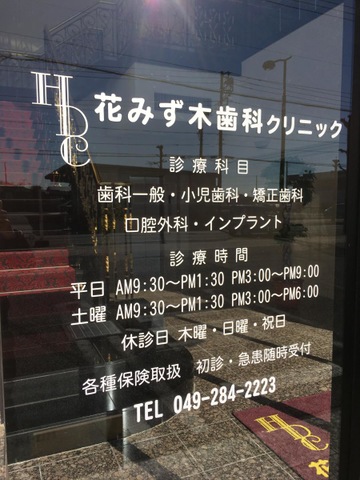 HDC
花みず木歯科クリニック
診療科目
歯科一般・小児歯科・矯正歯科
口腔外科・インプラント
診療時間
平日 AM9:30〜PM1:30 PM3:00〜PM9:00
土曜 AM9:30〜PM1:30 PM3:00〜PM6:00
休診日 木曜・日曜・祝日
各種保険取扱 初診・急患随時受付
TEL 049-284-2223
HDC
花